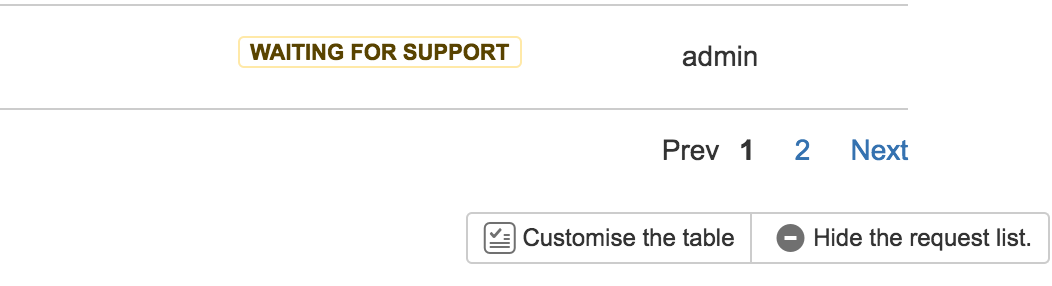 WAITING FOR SUPPORT admin
Prev 1 2 Next
Customise the table Hide the request list.